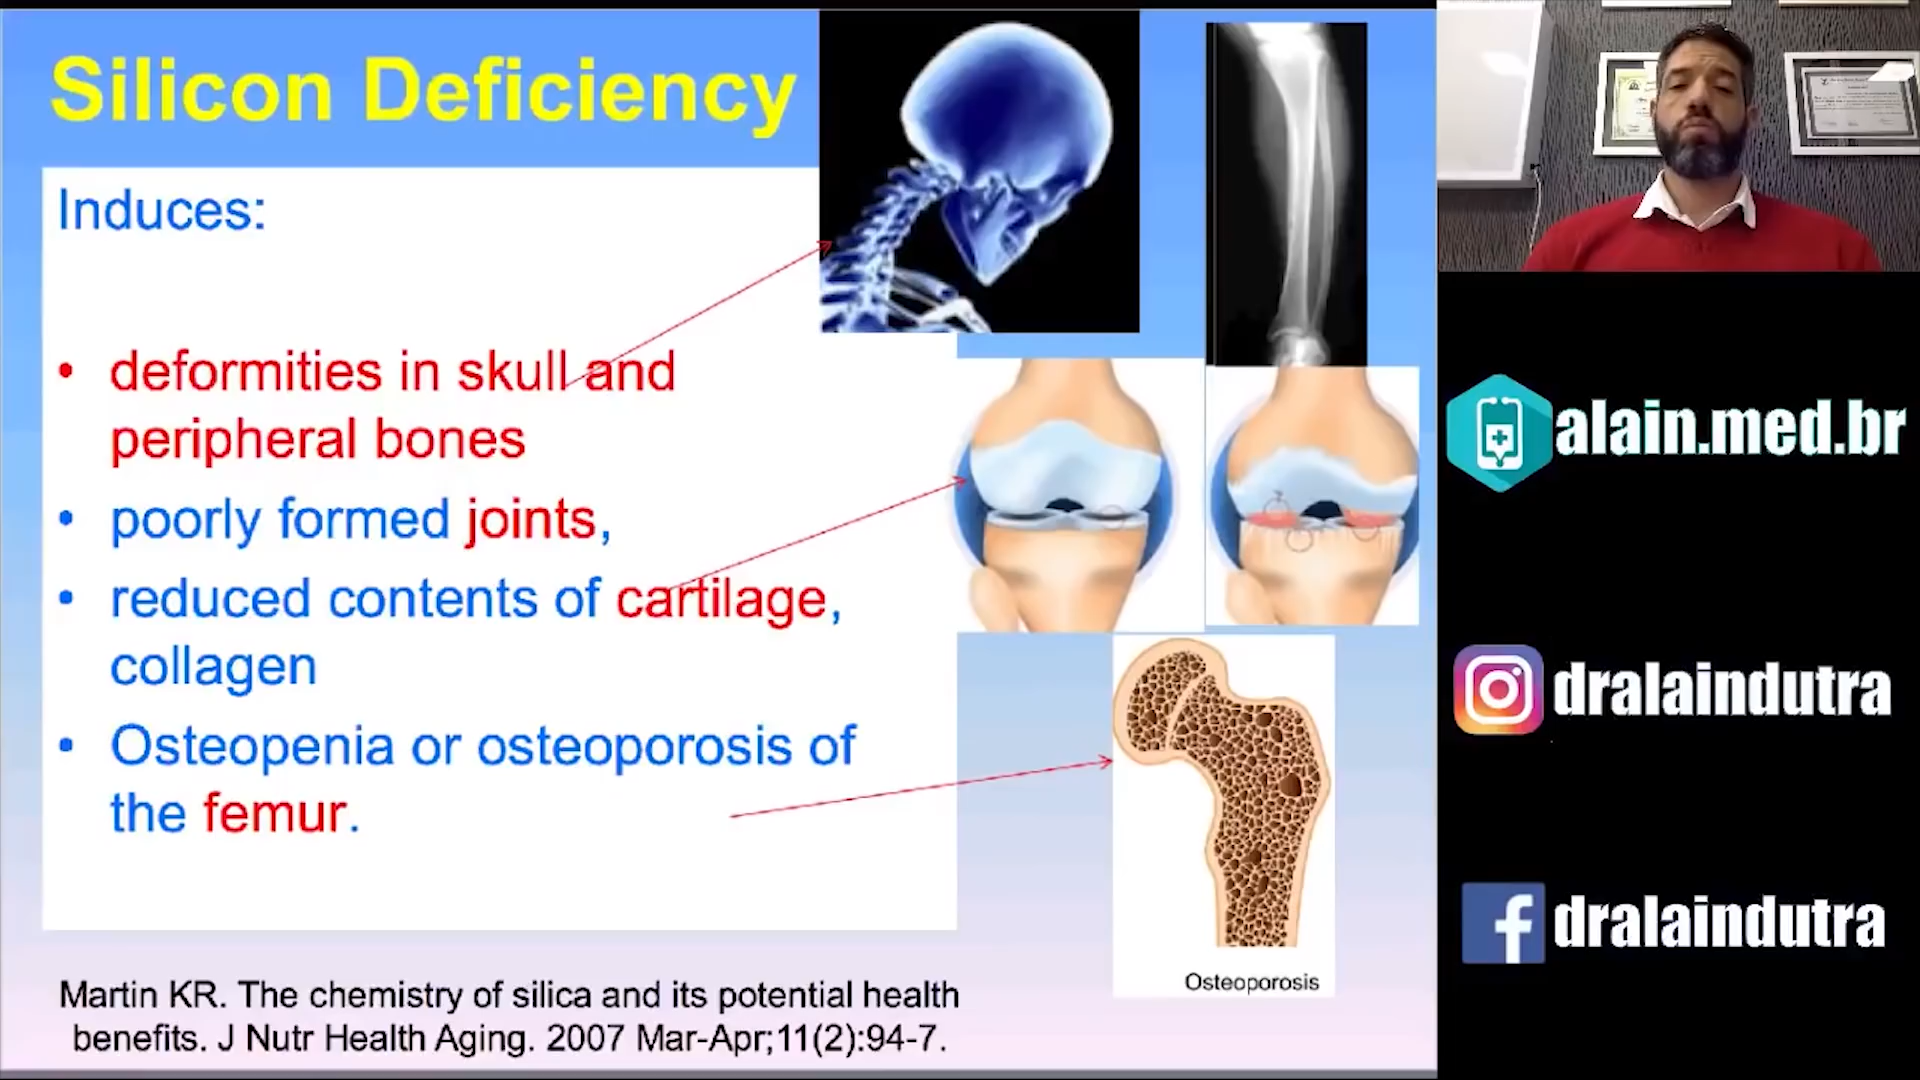 Silicon Deficiency
Induces:
• deformities in skull and
peripheral bones
• poorly formed joints,
• reduced contents of cartilage,
collagen
• Osteopenia or osteoporosis of
the femur.
Osteoporosis
Martin KR. The chemistry of silica and its potential health
benefits. J Nutr Health Aging. 2007 Mar-Apr;11(2):94-7.
alain.med.br
dralaindutra
dralaindutra